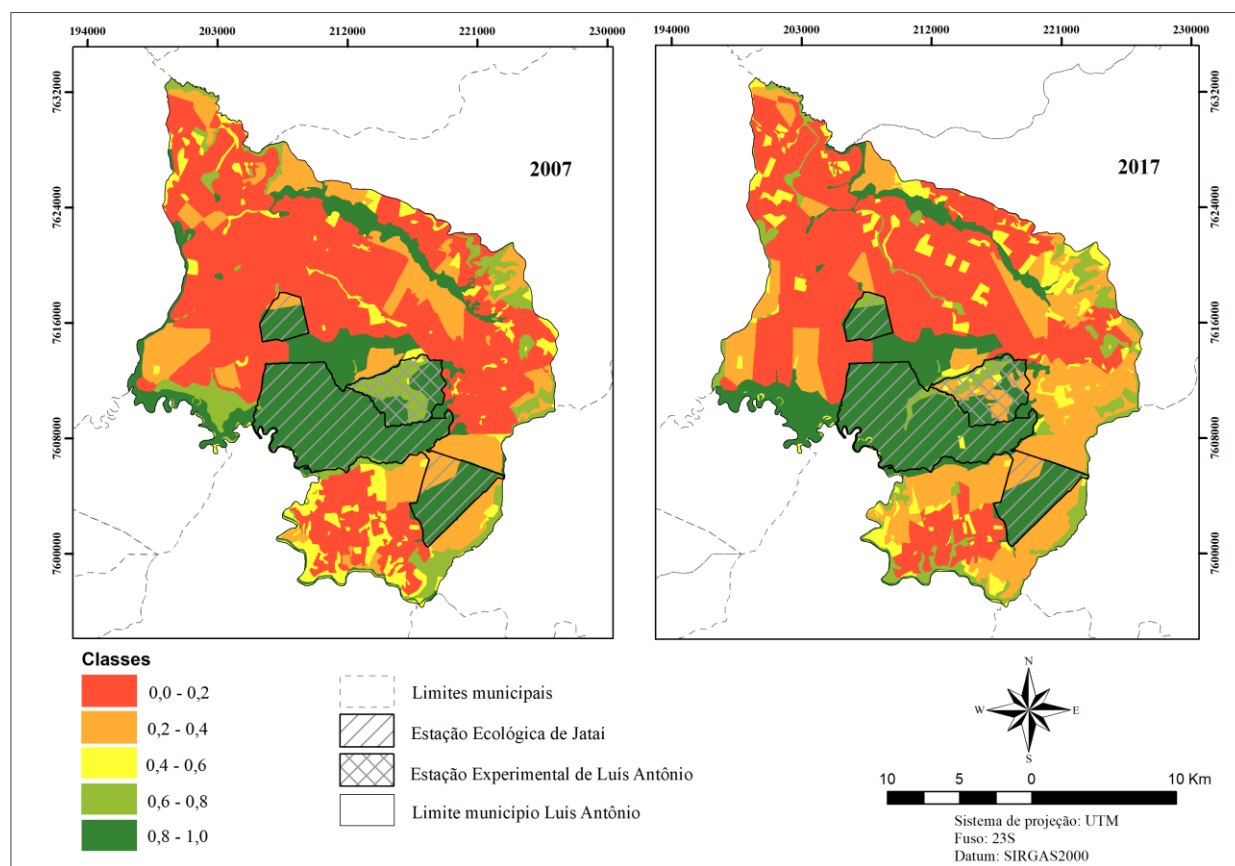 194000 203000 212000 221000 230000
194000 203000 212000 221000 230000
7632000
7624000
7616000
7608000
7600000
2007
7632000
7624000
7616000
7608000
7600000
2017
Classes
0,0 - 0,2
0,2 - 0,4
0,4 - 0,6
0,6 - 0,8
0,8 - 1,0
Limites municipais
Estação Ecológica de Jataí
Estação Experimental de Luís Antônio
Limite município Luís Antônio
N
W
E
S
10 5 0 10 Km
Sistema de projeção: UTM
Fuso: 23S
Datum: SIRGAS2000